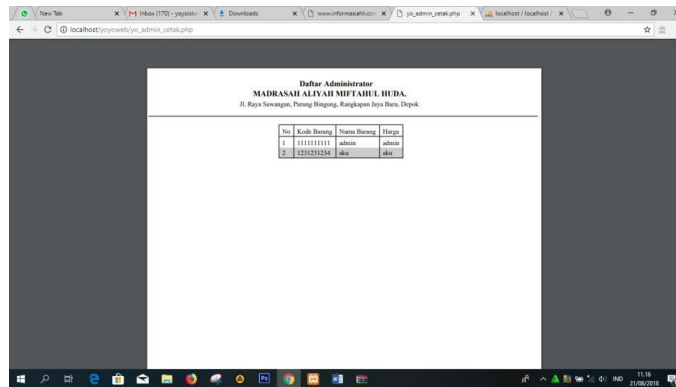 New Tab
Inbox (170) - yoyoisko
Downloads
www.informasiahli.com
yo_admin_cetak.php
localhost / localhost /
localhost/yoyoweb/yo_admin_cetak.php
Daftar Administrator
MADRASAH ALIYAH MIFTAHUL HUDA.
Jl. Raya Sawangan, Parung Bingung, Rangkapan Jaya Baru, Depok
No Kode Barang Nama Barang Harga
1 1111111111 admin admin
2 1231231234 aku aku
IND
11.16
21/08/2018